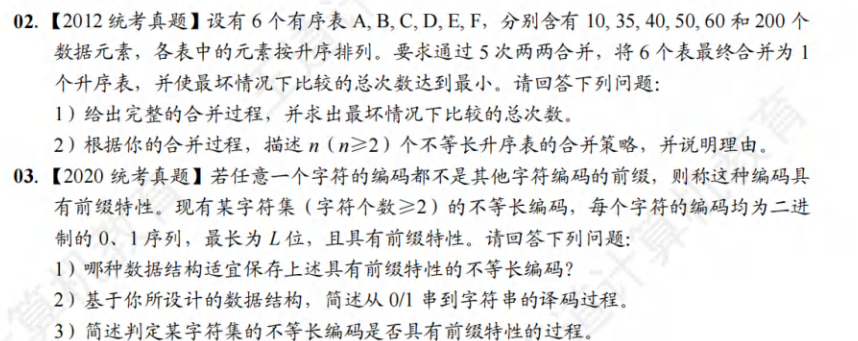 02.【2012 统考真题】设有 6 个有序表 A, B, C, D, E, F，分别含有 10, 35, 40, 50, 60 和 200 个
数据元素，各表中的元素按升序排列。要求通过 5 次两两合并，将 6 个表最终合并为 1
个升序表，并使最坏情况下比较的总次数达到最小。请回答下列问题：
1）给出完整的合并过程，并求出最坏情况下比较的总次数。
2）根据你的合并过程，描述 n（n≥2）个不等长升序表的合并策略，并说明理由。
03.【2020 统考真题】若任意一个字符的编码都不是其他字符编码的前缀，则称这种编码具
有前缀特性。现有某字符集（字符个数≥2）的不等长编码，每个字符的编码均为二进
制的 0、1 序列，最长为 L 位，且具有前缀特性。请回答下列问题：
1）哪种数据结构适宜保存上述具有前缀特性的不等长编码？
2）基于你所设计的数据结构，简述从 0/1 串到字符串的译码过程。
3）简述判定某字符集的不等长编码是否具有前缀特性的过程。